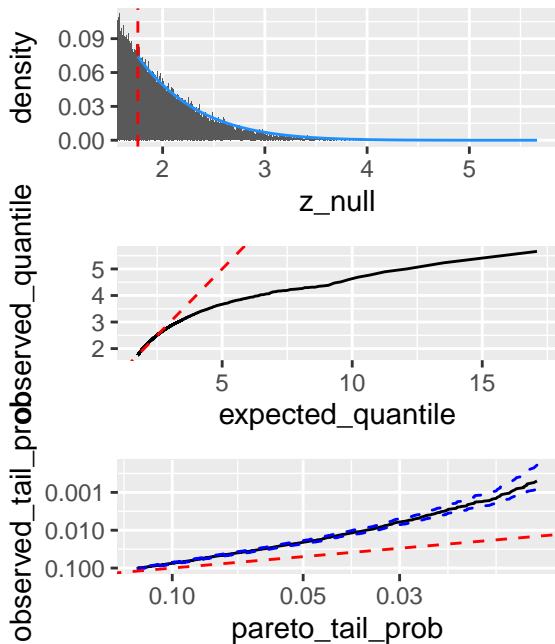 density
0.09
0.06
0.03
0.00
2 3 4 5
z_null
observed_quantile
5
4
3
2
5 10 15
expected_quantile
observed_tail_prob
0.001
0.010
0.100
0.10 0.05 0.03
pareto_tail_prob